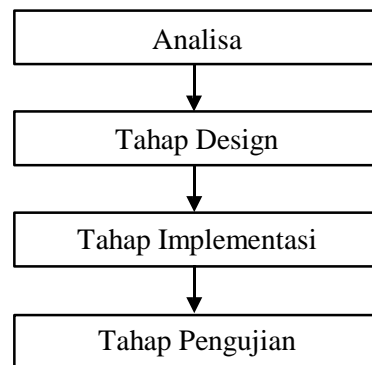 Analisa
Tahap Design
Tahap Implementasi
Tahap Pengujian